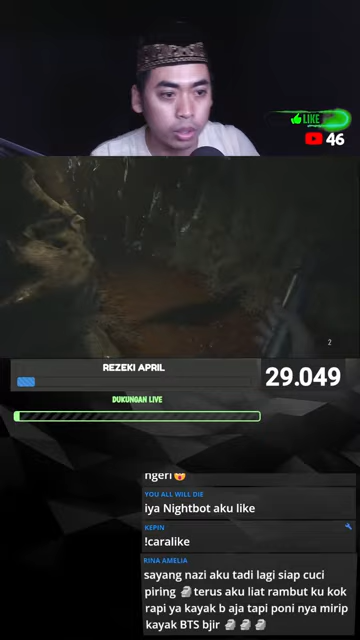 LIKE
46
2
REZEKI APRIL
29.049
DUKUNGAN LIVE
ngeri😍
YOU ALL WILL DIE
iya Nightbot aku like
KEPIN
!caralike
RINA AMELIA
sayang nazi aku tadi lagi siap cuci
piring 🗿terus aku liat rambut ku kok
rapi ya kayak b aja tapi poni nya mirip
kayak BTS bjir 🗿🗿🗿